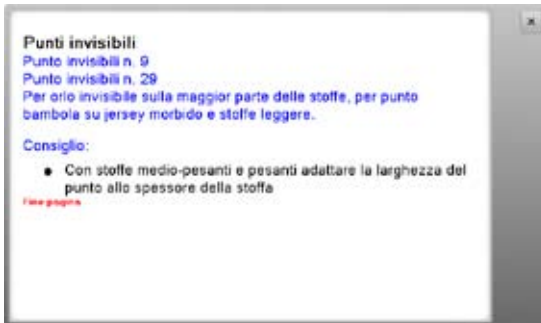 Punti invisibili
Punto invisibili n. 9
Punto invisibili n. 29
Per orlo invisibile sulla maggior parte delle stoffe, per punto
bambola su jersey morbido e stoffe leggere.
Consiglio:
• Con stoffe medio-pesanti e pesanti adattare la larghezza del
punto allo spessore della stoffa
Fine pagina
x